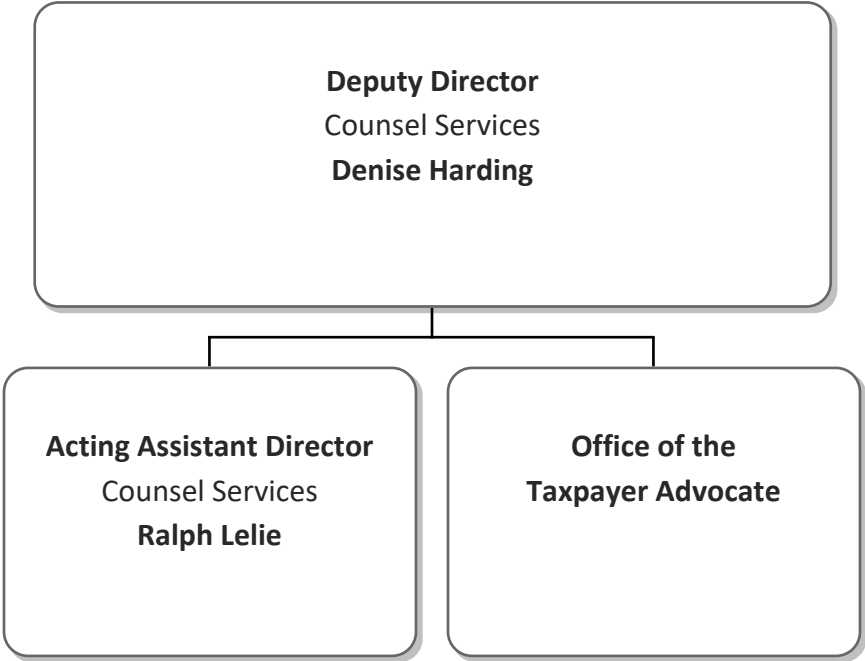 Deputy Director
Counsel Services
Denise Harding
Acting Assistant Director
Counsel Services
Ralph Lelie
Office of the
Taxpayer Advocate